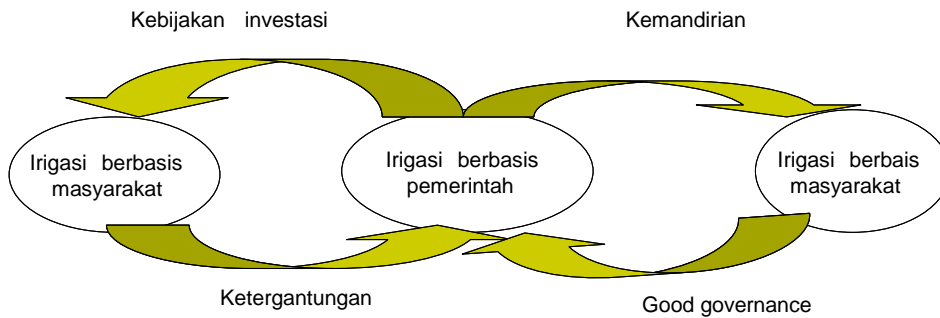 Kebijakan investasi
Kemandirian
Irigasi berbasis
masyarakat
Irigasi berbasis
pemerintah
Irigasi berbais
masyarakat
Ketergantungan
Good governance